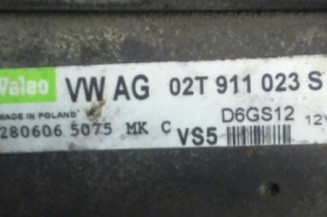 Valeo VW AG 02T 911 023 S
MADE IN POLAND D6GS12 12V
280606 5075 MK C VS5